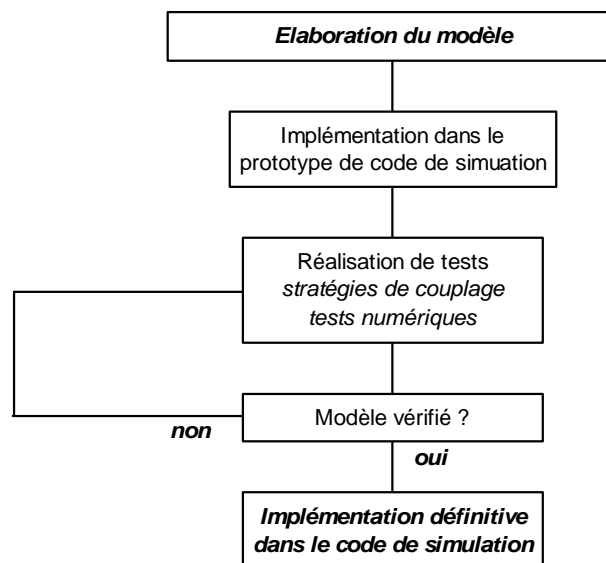 Elaboration du modèle
Implémentation dans le
prototype de code de simuation
Réalisation de tests
stratégies de couplage
tests numériques
Modèle vérifié ?
non
oui
Implémentation définitive
dans le code de simulation